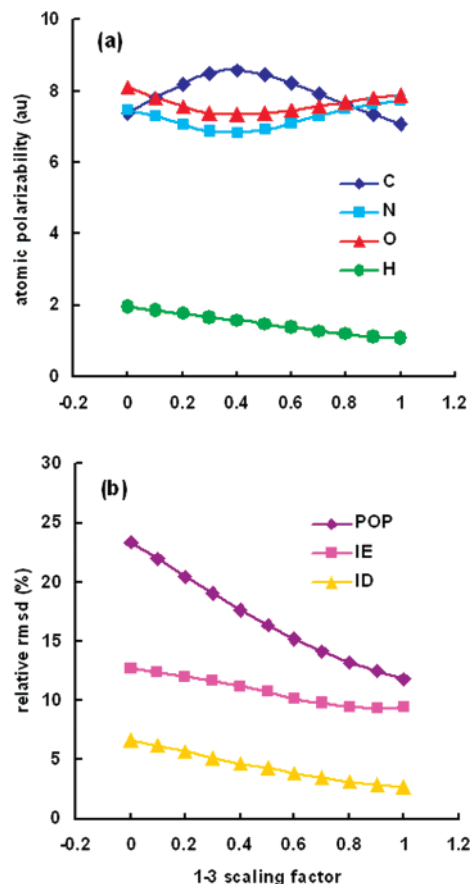 10
(a)
8
6
4
2
0
atomic polarizability (au)
C
N
O
H
-0.2 0 0.2 0.4 0.6 0.8 1 1.2
30
(b)
25
20
15
10
5
0
relative rmsd (%)
POP
IE
ID
-0.2 0 0.2 0.4 0.6 0.8 1 1.2
1-3 scaling factor